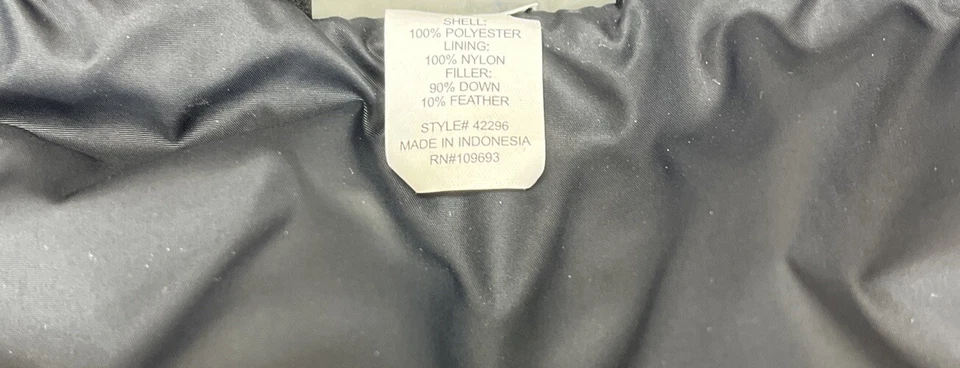 SHELL:
100% POLYESTER
LINING:
100% NYLON
FILLER:
90% DOWN
10% FEATHER
STYLE# 42296
MADE IN INDONESIA
RN#109693